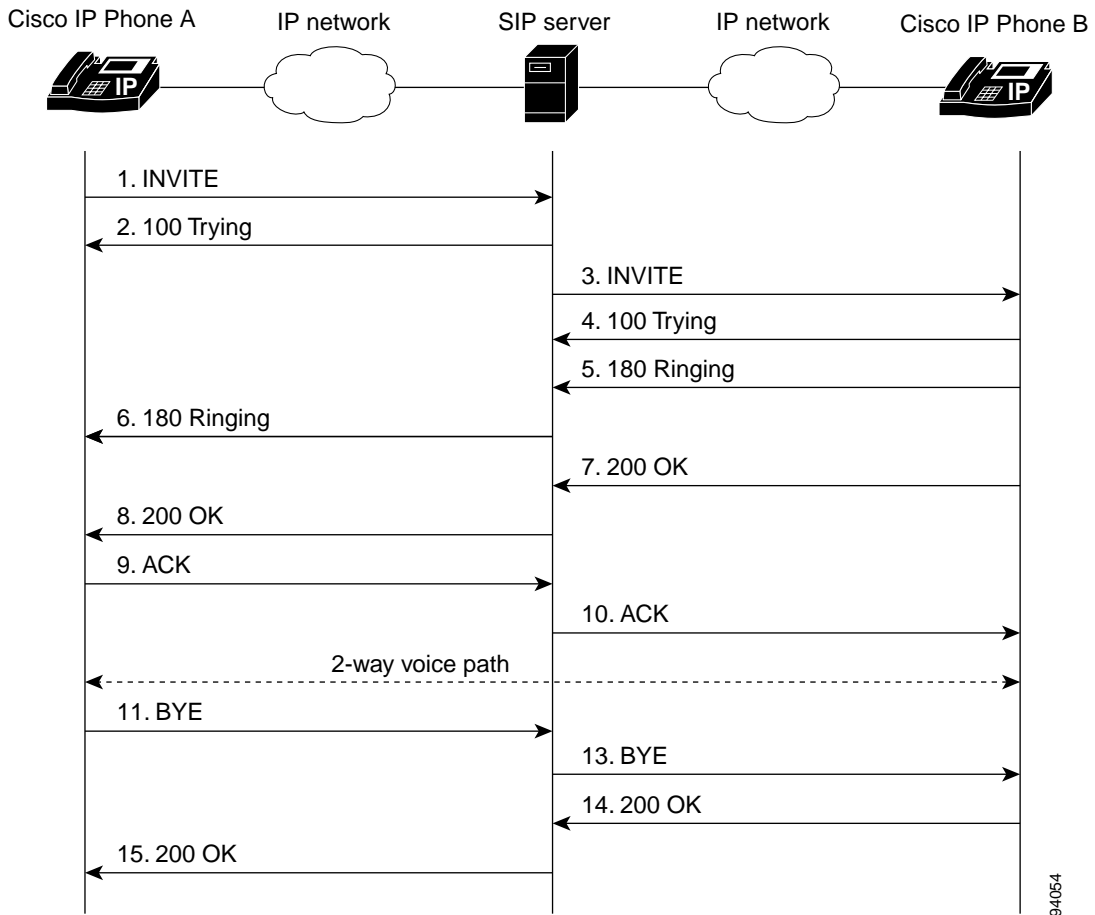 Cisco IP Phone A
IP network
SIP server
IP network
Cisco IP Phone B
IP
IP
1. INVITE
2. 100 Trying
3. INVITE
4. 100 Trying
5. 180 Ringing
6. 180 Ringing
7. 200 OK
8. 200 OK
9. ACK
10. ACK
2-way voice path
11. BYE
13. BYE
14. 200 OK
15. 200 OK
94054